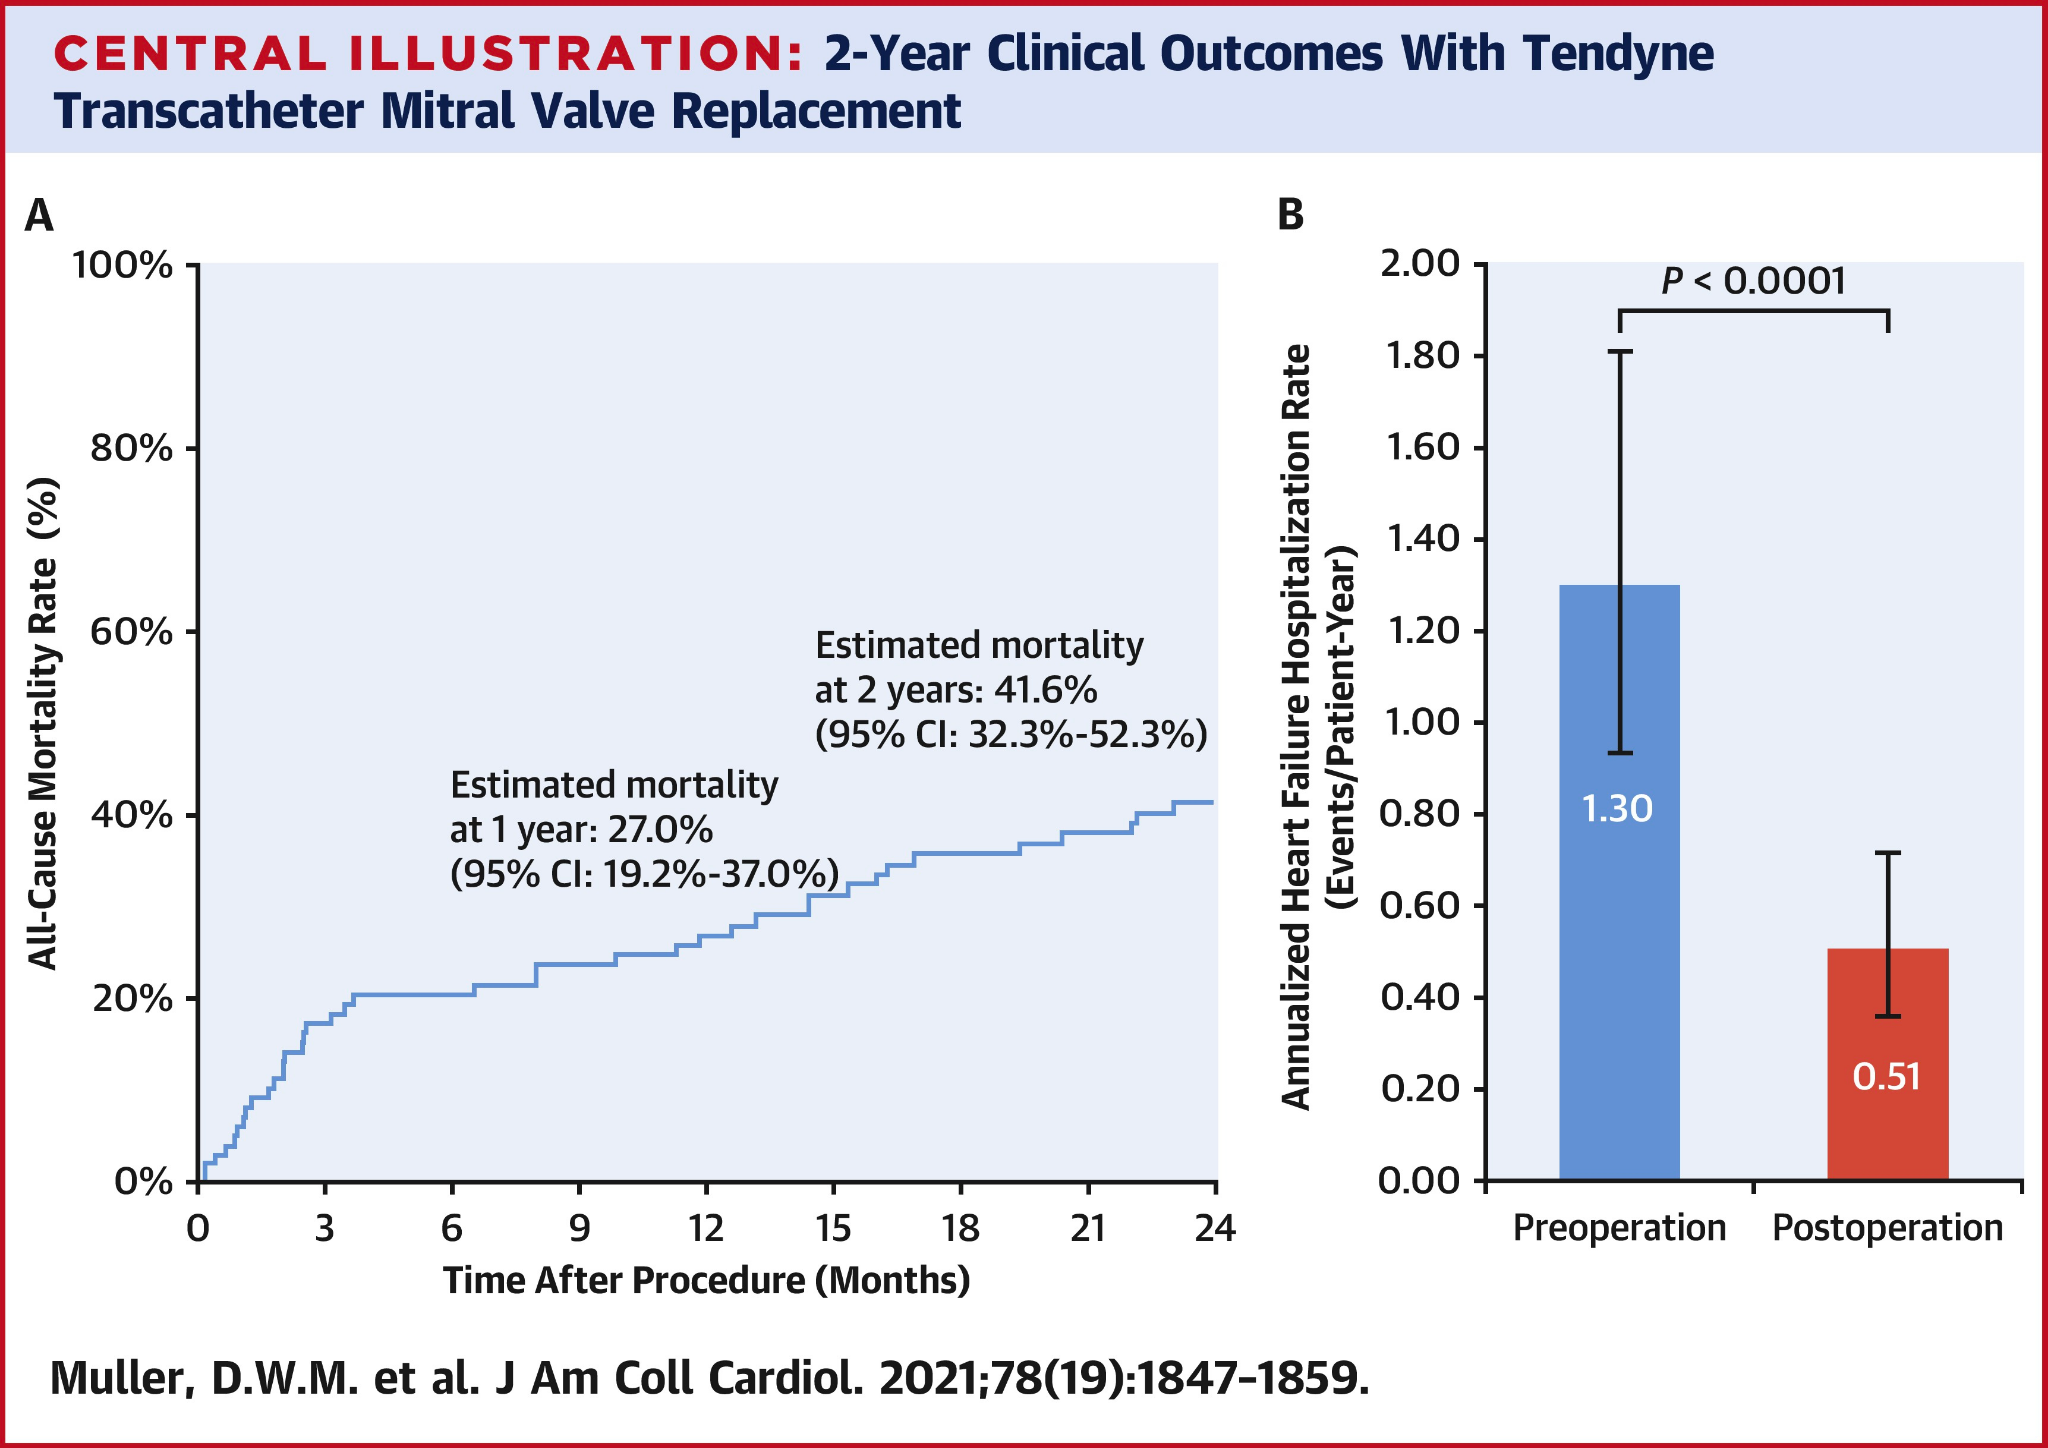 CENTRAL ILLUSTRATION: 2-Year Clinical Outcomes With Tendyne
Transcatheter Mitral Valve Replacement
A
All-Cause Mortality Rate (%)
100%
80%
60%
40%
20%
0%
Estimated mortality
at 1 year: 27.0%
(95% CI: 19.2%-37.0%)
Estimated mortality
at 2 years: 41.6%
(95% CI: 32.3%-52.3%)
0 3 6 9 12 15 18 21 24
Time After Procedure (Months)
B
Annualized Heart Failure Hospitalization Rate
(Events/Patient-Year)
2.00
1.80
1.60
1.40
1.20
1.00
0.80
0.60
0.40
0.20
0.00
P < 0.0001
1.30
0.51
Preoperation Postoperation
Muller, D.W.M. et al. J Am Coll Cardiol. 2021;78(19):1847–1859.